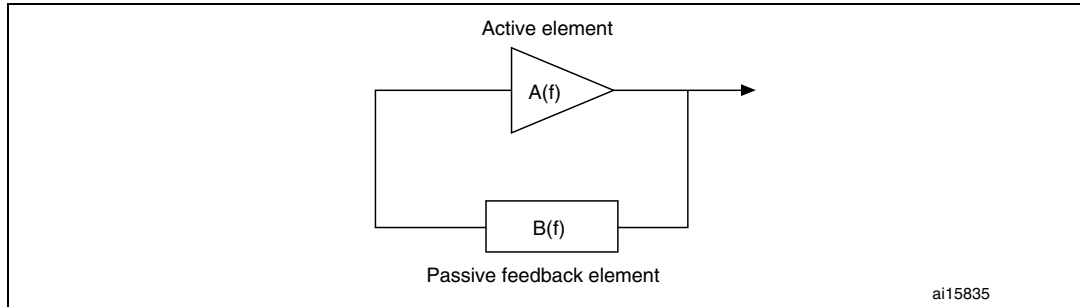 Active element
A(f)
B(f)
Passive feedback element
ai15835